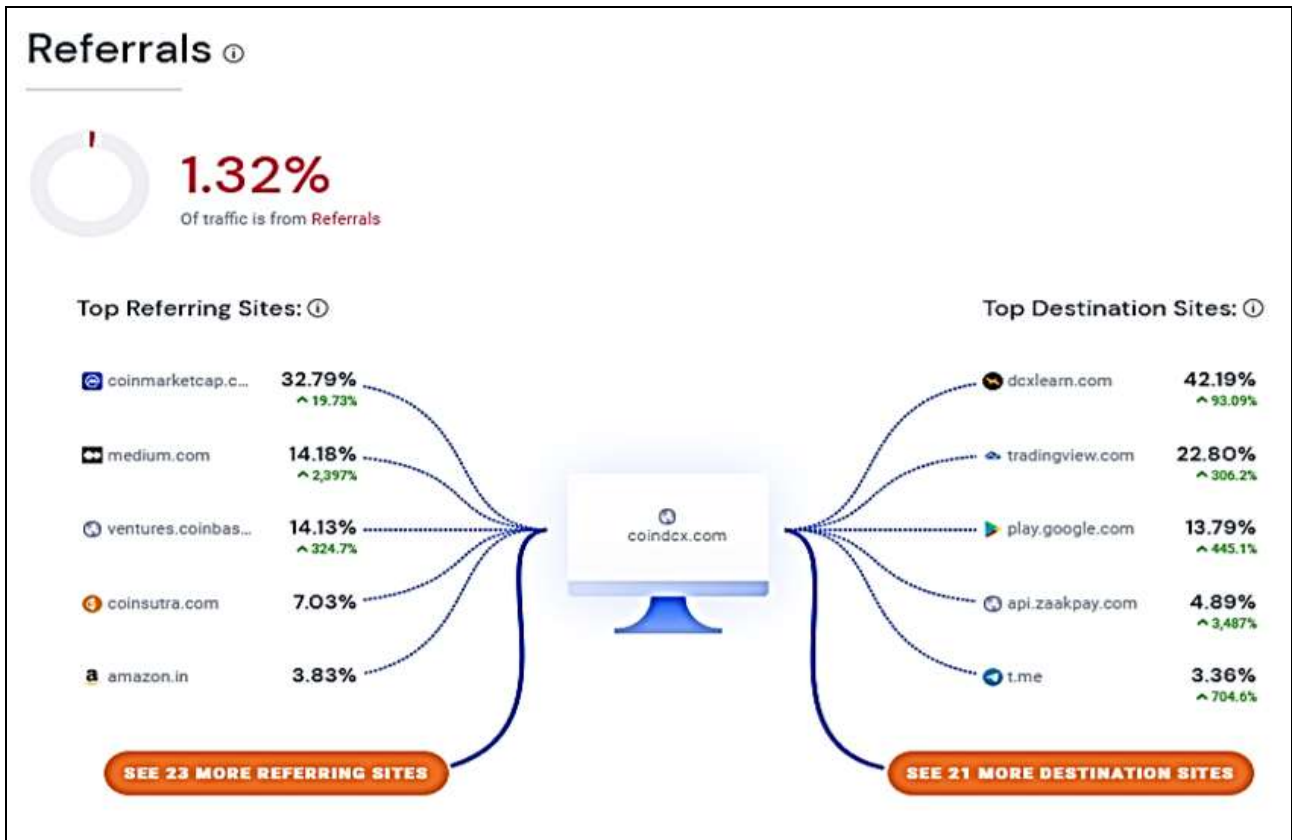 Referrals
1.32%
Of traffic is from Referrals
Top Referring Sites:
coinmarketcap.c... 32.79%
19.73%
medium.com 14.18%
2,397%
ventures.coinbas... 14.13%
324.7%
coinsutra.com 7.03%
amazon.in 3.83%
SEE 23 MORE REFERRING SITES
coindcx.com
Top Destination Sites:
dcxlearn.com 42.19%
93.09%
tradingview.com 22.80%
306.2%
play.google.com 13.79%
445.1%
api.zaakpay.com 4.89%
3,487%
t.me 3.36%
704.6%
SEE 21 MORE DESTINATION SITES